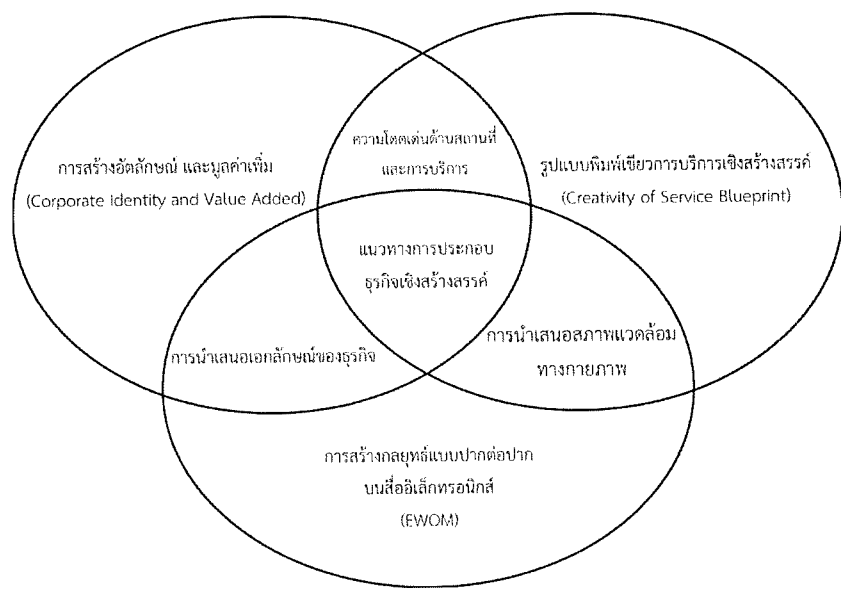 ความโดดเด่นด้านสถานที่
และการบริการ
การสร้างอัตลักษณ์ และมูลค่าเพิ่ม
(Corporate Identity and Value Added)
รูปแบบพิมพ์เขียวการบริการเชิงสร้างสรรค์
(Creativity of Service Blueprint)
แนวทางการประกอบ
ธุรกิจเชิงสร้างสรรค์
การนำเสนอเอกลักษณ์ของธุรกิจ
การนำเสนอสภาพแวดล้อม
ทางกายภาพ
การสร้างกลยุทธ์แบบปากต่อปาก
บนสื่ออิเล็กทรอนิกส์
(EWOM)